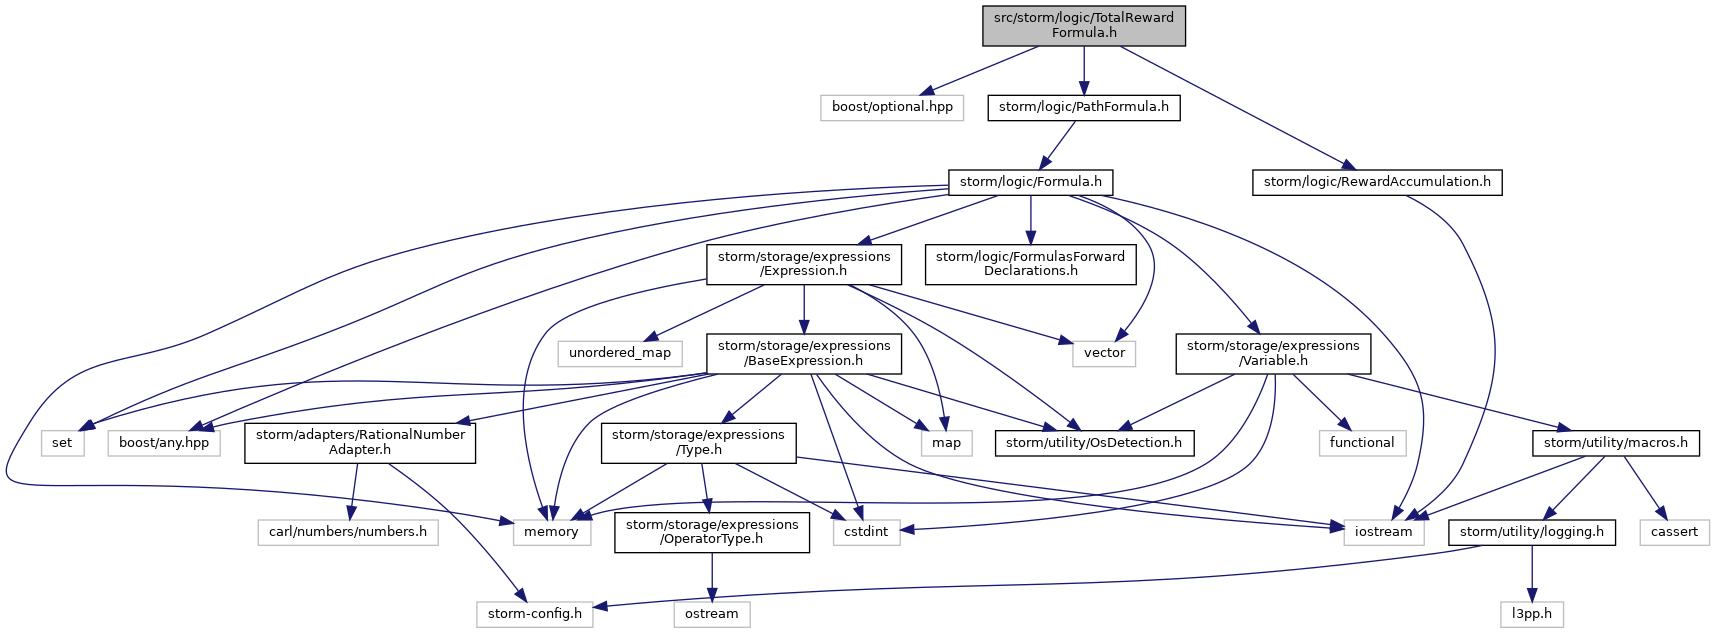 src/storm/logic/TotalReward
Formula.h
boost/optional.hpp
storm/logic/PathFormula.h
storm/logic/Formula.h
storm/logic/RewardAccumulation.h
storm/storage/expressions
/Expression.h
storm/logic/FormulasForward
Declarations.h
unordered_map
storm/storage/expressions
/BaseExpression.h
vector
storm/storage/expressions
/Variable.h
set
boost/any.hpp
storm/adapters/RationalNumber
Adapter.h
storm/storage/expressions
/Type.h
map
storm/utility/OsDetection.h
functional
storm/utility/macros.h
carl/numbers/numbers.h
memory
storm/storage/expressions
/OperatorType.h
cstdint
iostream
storm/utility/logging.h
cassert
storm-config.h
ostream
l3pp.h